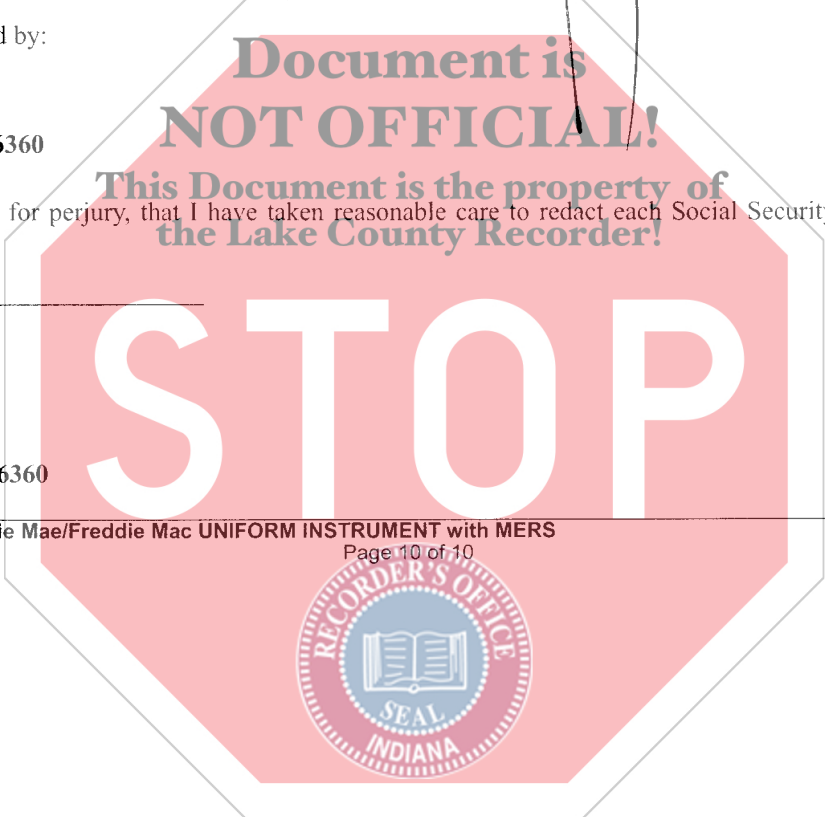 d by:
Document is
NOT OFFICIAL!
6360
This Document is the property of
for perjury, that I have taken reasonable care to redact each Social Security
the Lake County Recorder!
STOP
6360
ie Mae/Freddie Mac UNIFORM INSTRUMENT with MERS
Page 10 of 10
RECORDER'S OFFICE
SEAL
INDIANA